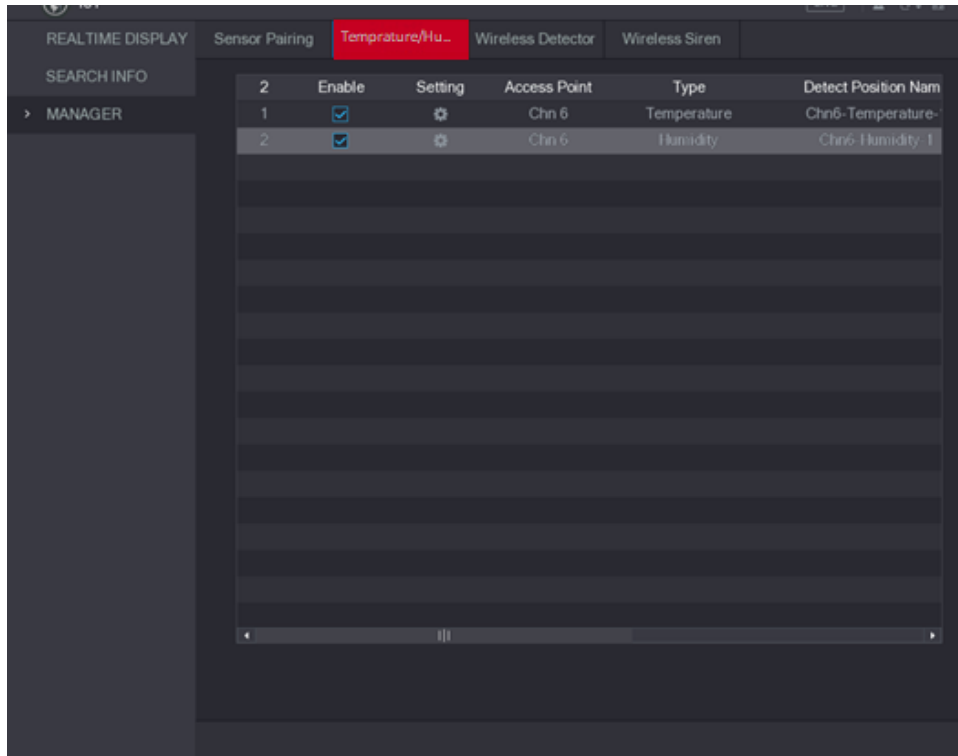 REALTIME DISPLAY
SEARCH INFO
MANAGER
Sensor Pairing Temprature/Hu... Wireless Detector Wireless Siren
2 Enable Setting Access Point Type Detect Position Nam
1 Chn 6 Temperature Chn6-Temperature-
2 Chn 6 Humidity Chn6-Humidity-1